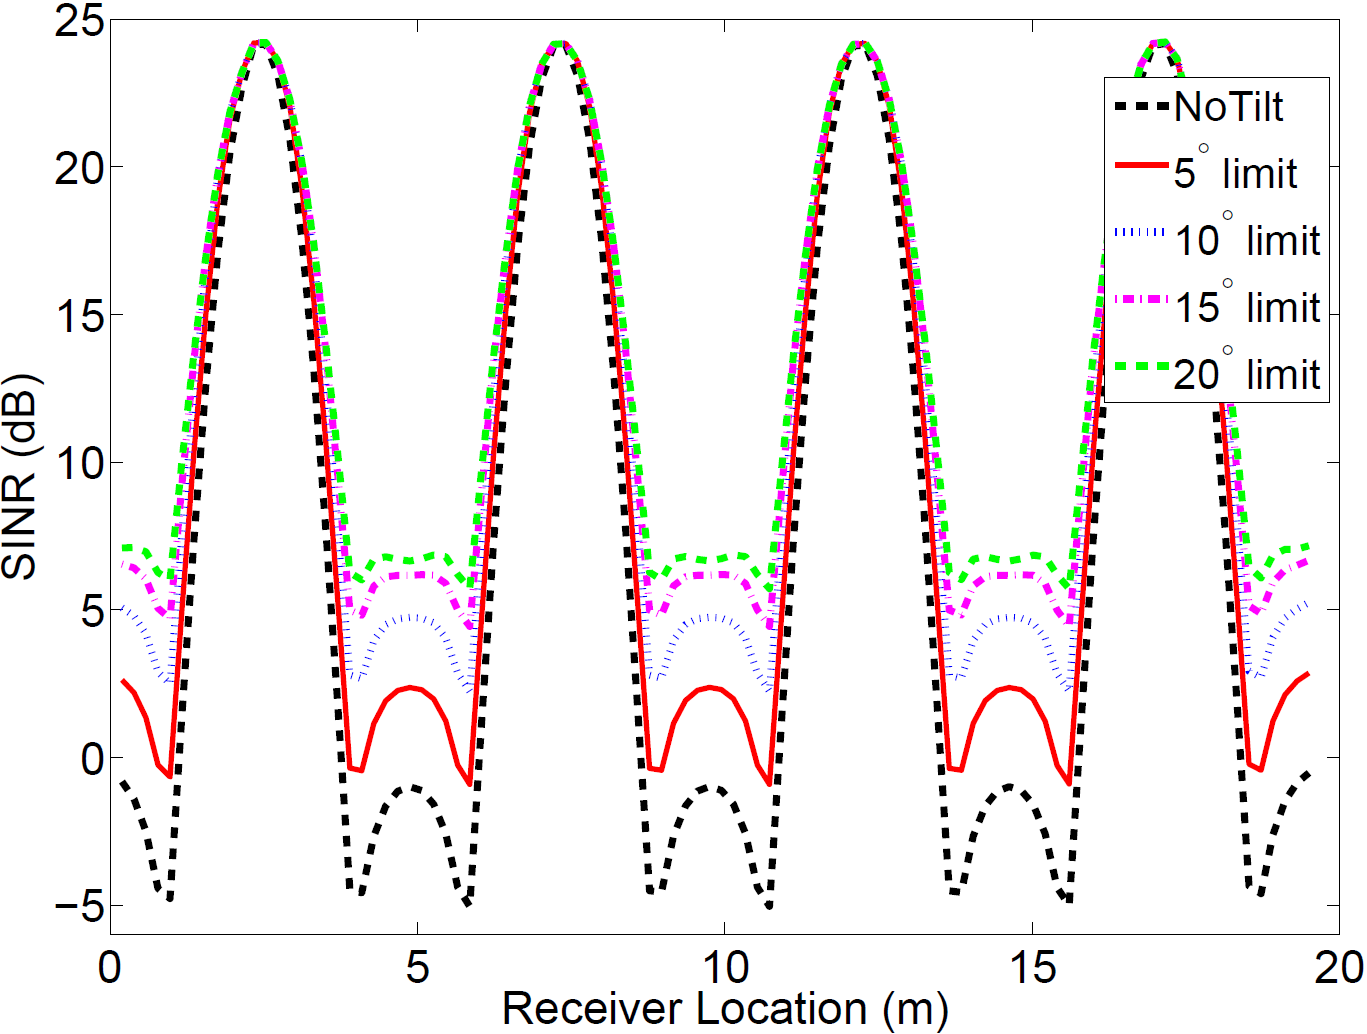 25
20
15
10
5
0
−5
SINR (dB)
NoTilt
5° limit
10° limit
15° limit
20° limit
0 5 10 15 20
Receiver Location (m)